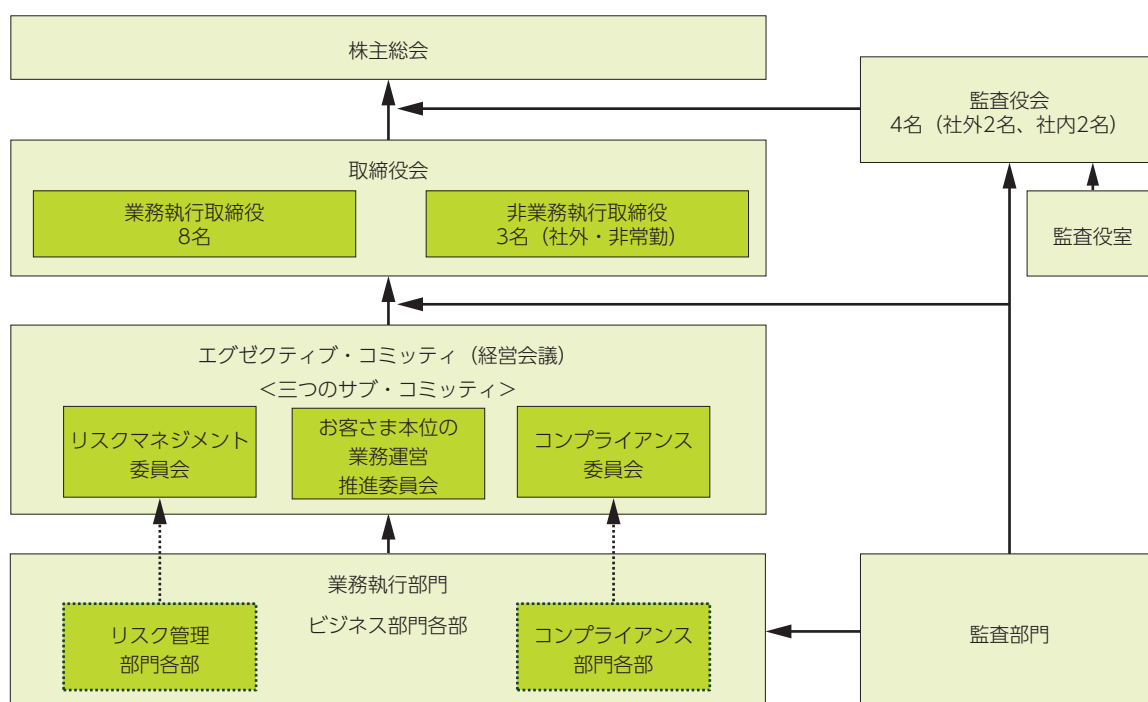 株主総会
監査役会
4名（社外2名、社内2名）
取締役会
業務執行取締役
8名
非業務執行取締役
3名（社外・非常勤）
監査役室
エグゼクティブ・コミッティ（経営会議）
＜三つのサブ・コミッティ＞
リスクマネジメント
委員会
お客さま本位の
業務運営
推進委員会
コンプライアンス
委員会
業務執行部門
ビジネス部門各部
リスク管理
部門各部
コンプライアンス
部門各部
監査部門